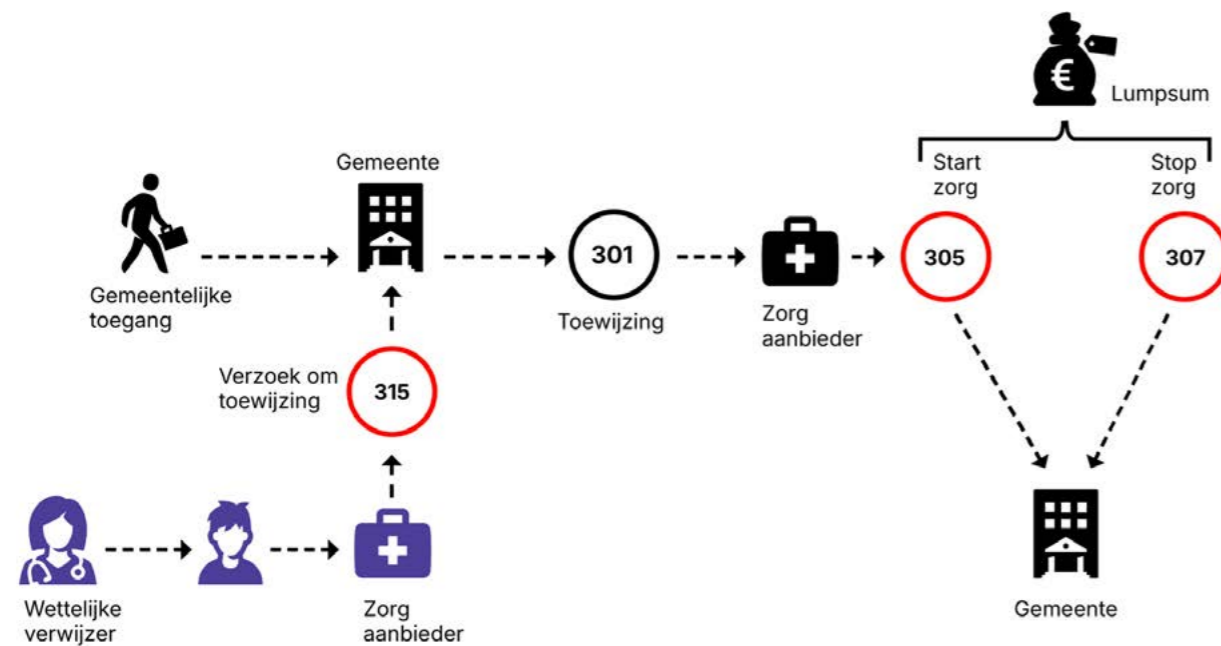 €
Lumpsum
Start
zorg
Stop
zorg
Gemeente
301
305
307
Gemeentelijke
toegang
Toewijzing
Zorg
aanbieder
Verzoek om
toewijzing
315
Wettelijke
verwijzer
Zorg
aanbieder
Gemeente